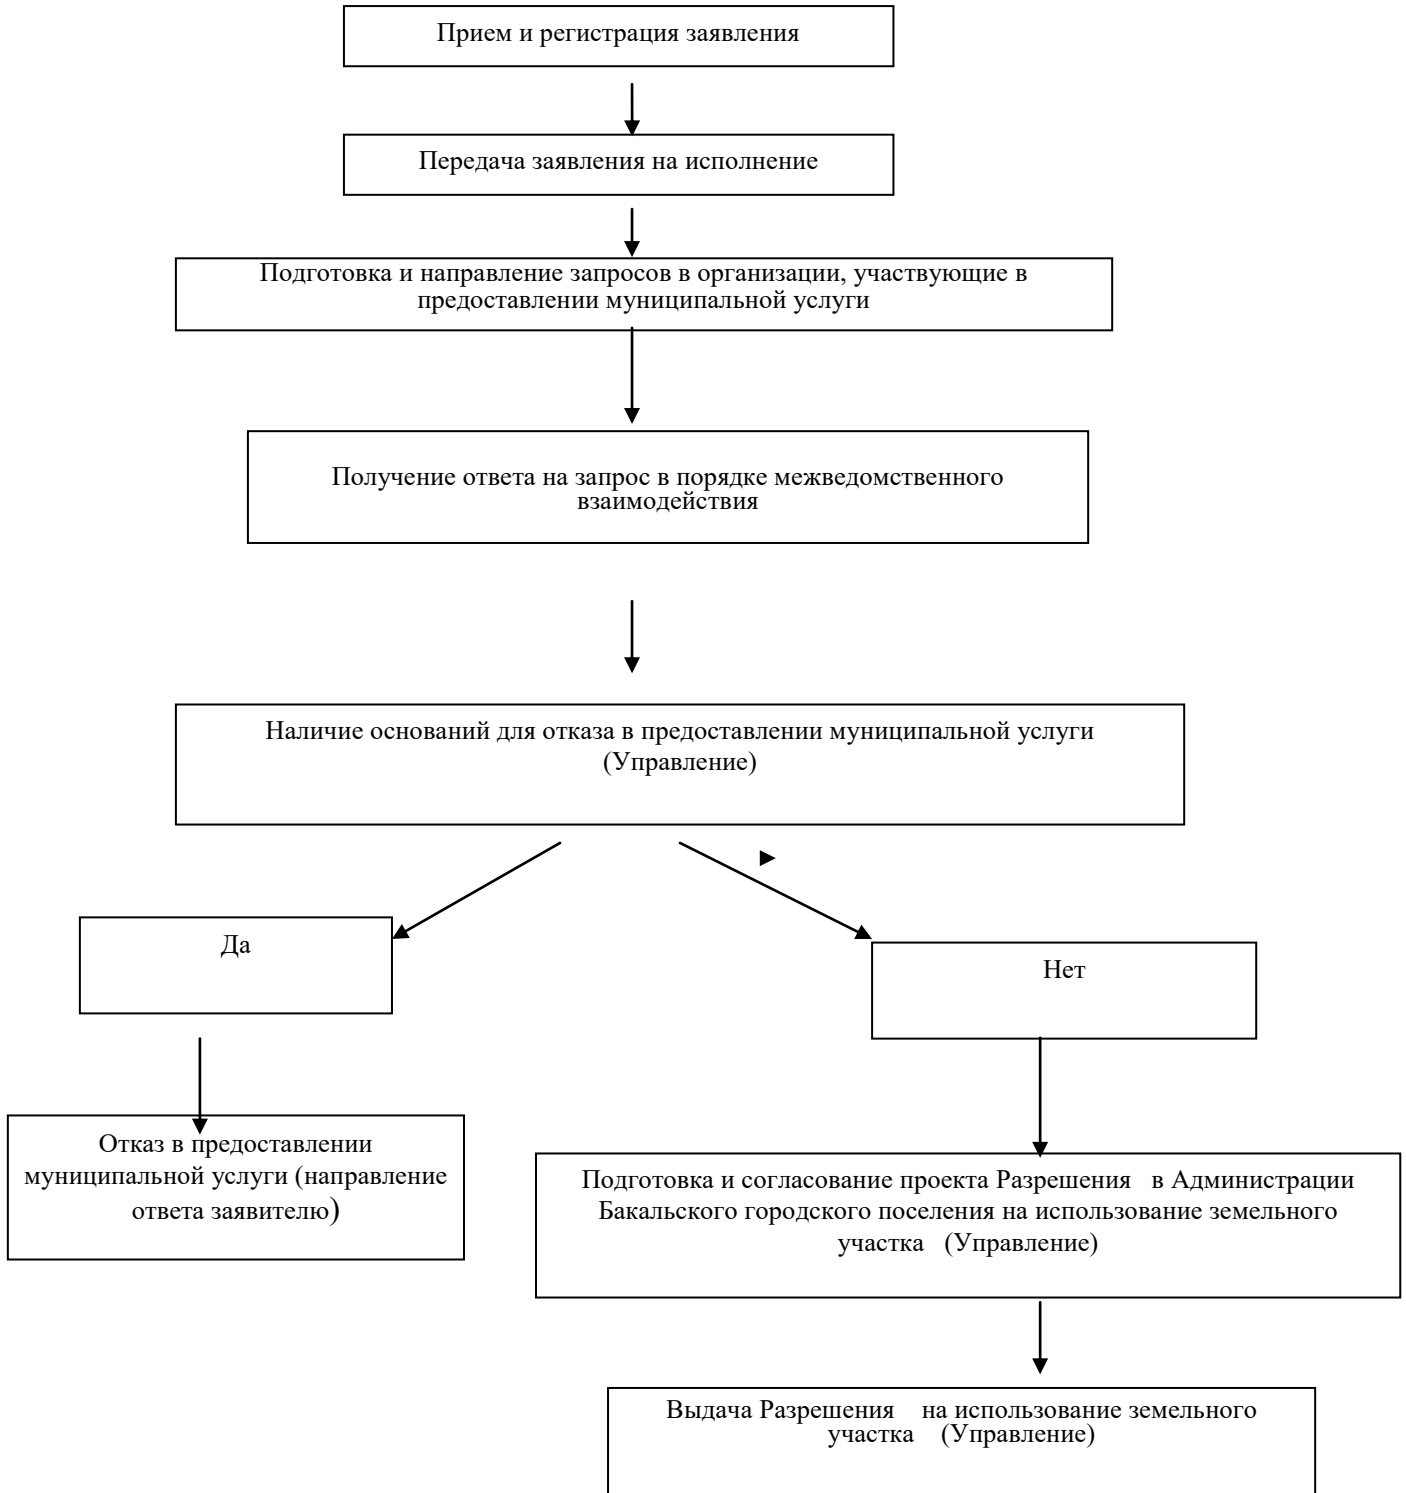 Прием и регистрация заявления
Передача заявления на исполнение
Подготовка и направление запросов в организации, участвующие в
предоставлении муниципальной услуги
Получение ответа на запрос в порядке межведомственного
взаимодействия
Наличие оснований для отказа в предоставлении муниципальной услуги
(Управление)
Да
Нет
Отказ в предоставлении
муниципальной услуги (направление
ответа заявителю)
Подготовка и согласование проекта Разрешения в Администрации
Бакальского городского поселения на использование земельного
участка (Управление)
Выдача Разрешения на использование земельного
участка (Управление)